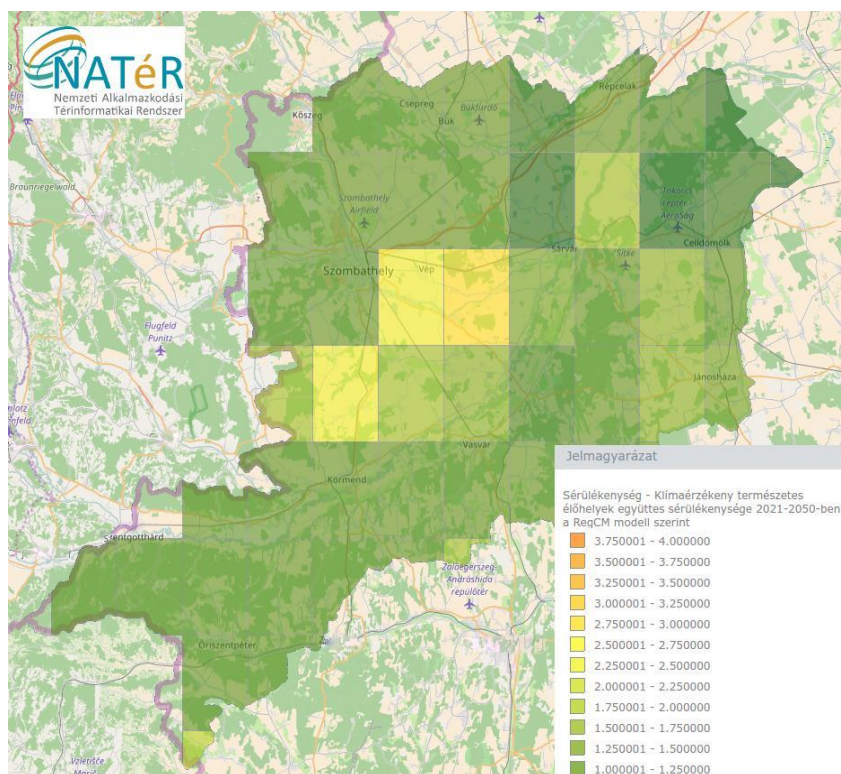 NATéR
Nemzeti Alkalmazkodási
Térinformatikai Rendszer
Répcelak
Csepreg
Bükfürdő
Bük
Kőszeg
Braunriegelwald
Szombathely
Airfield
Tokorcs
reptér
AeroSág
Celldömölk
Sárvár
Sitke
Szombathely
Vép
Flugfeld
Punitz
Jánosháza
Vasvár
Körmend
Szentgotthárd
Zalaegerszeg-
Andráshida
repülőtér
Őriszentpéter
Jelmagyarázat
Sérülékenység - Klímaérzékeny természetes
élőhelyek együttes sérülékenysége 2021-2050-ben
a RegCM modell szerint
3.750001 - 4.000000
3.500001 - 3.750000
3.250001 - 3.500000
3.000001 - 3.250000
2.750001 - 3.000000
2.500001 - 2.750000
2.250001 - 2.500000
2.000001 - 2.250000
1.750001 - 2.000000
1.500001 - 1.750000
1.250001 - 1.500000
1.000001 - 1.250000